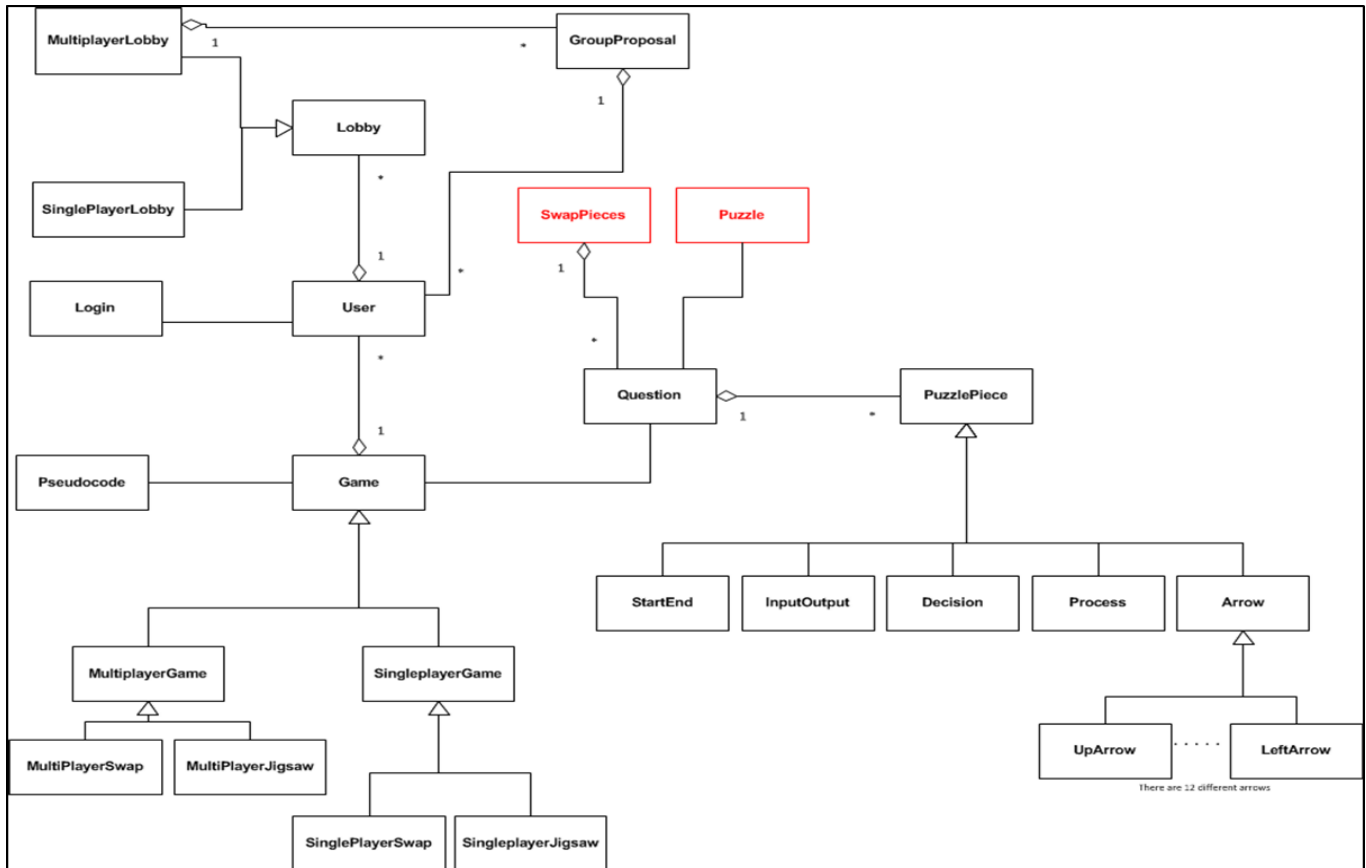 MultiplayerLobby
1
*
GroupProposal
1
Lobby
*
SinglePlayerLobby
SwapPieces
Puzzle
1
1
*
Login
User
*
*
Question
1
*
PuzzlePiece
1
Pseudocode
Game
StartEnd
InputOutput
Decision
Process
Arrow
MultiplayerGame
SingleplayerGame
MultiPlayerSwap
MultiPlayerJigsaw
UpArrow
. . . . .
LeftArrow
There are 12 different arrows
SinglePlayerSwap
SingleplayerJigsaw